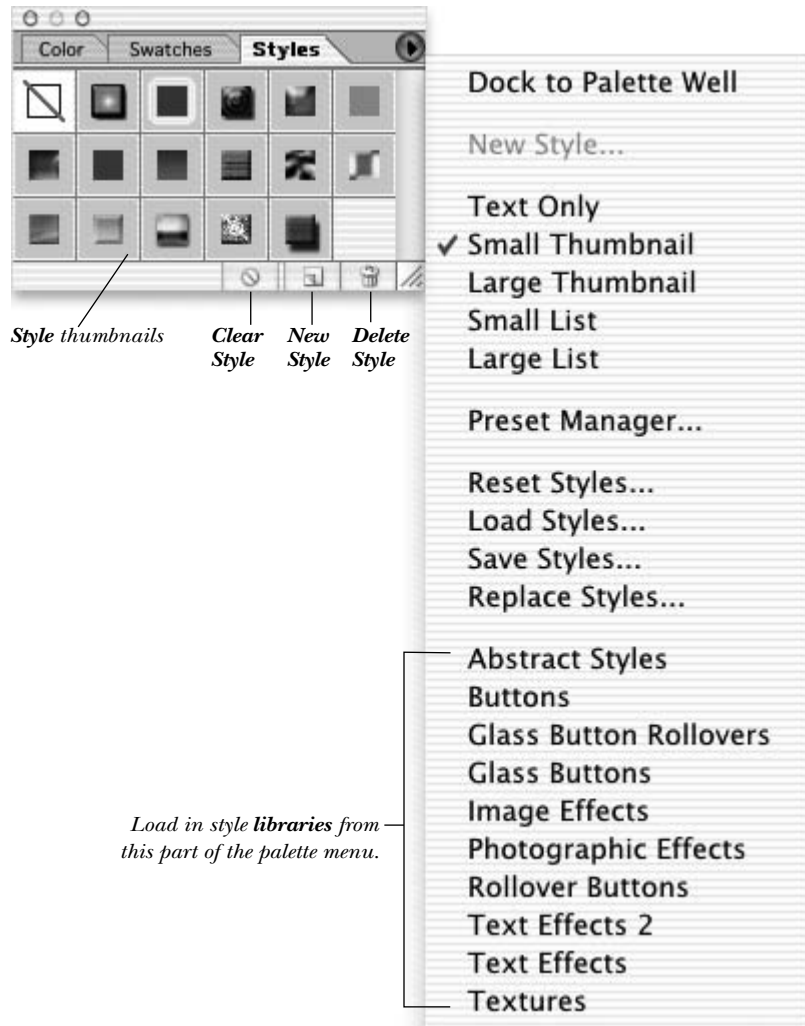 Color Swatches Styles
Style thumbnails
Clear Style
New Style
Delete Style
Dock to Palette Well
New Style...
Text Only
✓ Small Thumbnail
Large Thumbnail
Small List
Large List
Preset Manager...
Reset Styles...
Load Styles...
Save Styles...
Replace Styles...
Abstract Styles
Buttons
Glass Button Rollovers
Glass Buttons
Image Effects
Photographic Effects
Rollover Buttons
Text Effects 2
Text Effects
Textures
Load in style libraries from
this part of the palette menu.